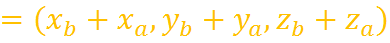 = (x_b + x_a, y_b + y_a, z_b + z_a)